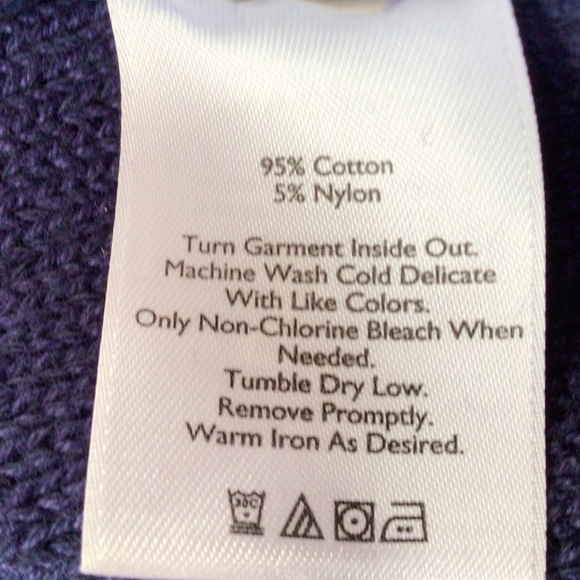 95% Cotton
5% Nylon
Turn Garment Inside Out.
Machine Wash Cold Delicate
With Like Colors.
Only Non-Chlorine Bleach When
Needed.
Tumble Dry Low.
Remove Promptly.
Warm Iron As Desired.
30C